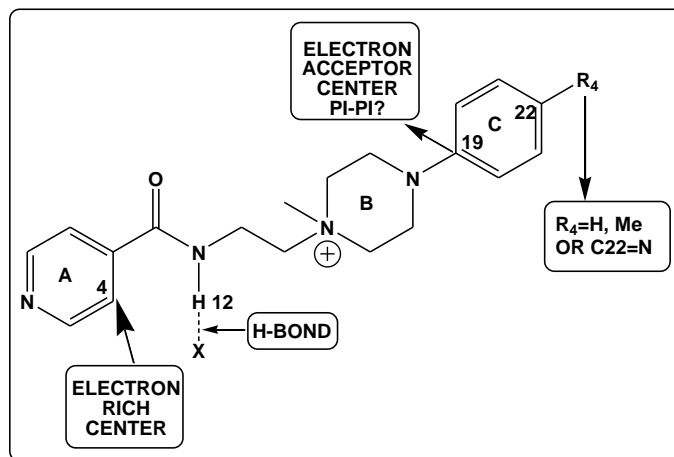 ELECTRON
ACCEPTOR
CENTER
PI-PI?
R4
22
C
19
O
N
B
N
+
R4=H, Me
OR C22=N
A
4
N
N
H 12
H-BOND
X
ELECTRON
RICH
CENTER